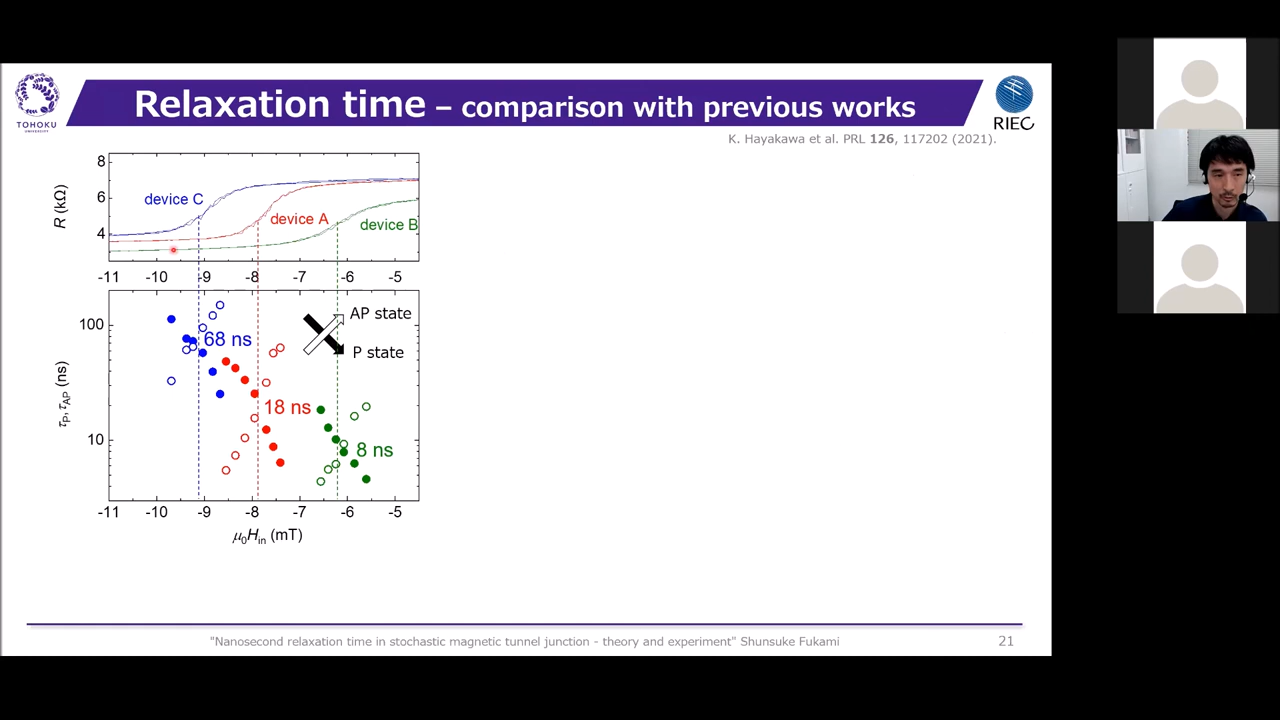 Relaxation time – comparison with previous works
TOHOKU
UNIVERSITY
RIEC
K. Hayakawa et al. PRL 126, 117202 (2021).
R (kΩ)
8
6
4
device C
device A
device B
-11 -10 -9 -8 -7 -6 -5
τP, τAP (ns)
100
10
68 ns
18 ns
8 ns
AP state
P state
-11 -10 -9 -8 -7 -6 -5
μ0Hin (mT)
"Nanosecond relaxation time in stochastic magnetic tunnel junction - theory and experiment" Shunsuke Fukami
21